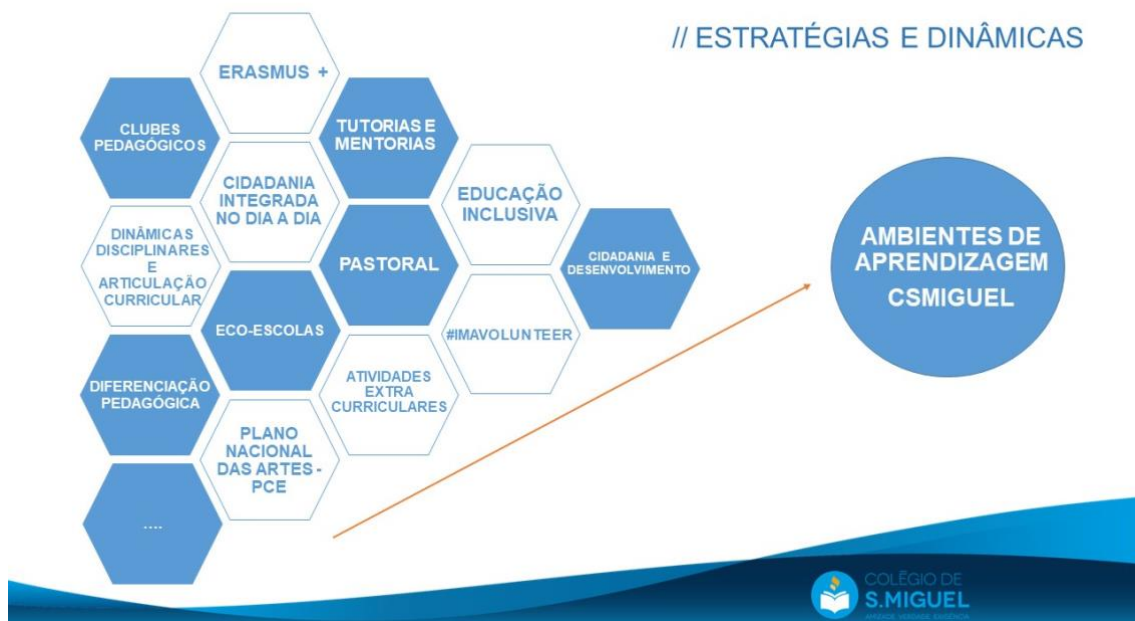 // ESTRATÉGIAS E DINÂMICAS
ERASMUS +
CLUBES
PEDAGÓGICOS
TUTORIAS E
MENTORIAS
CIDADANIA
INTEGRADA
NO DIA A DIA
EDUCAÇÃO
INCLUSIVA
DINÂMICAS
DISCIPLINARES
E
ARTICULAÇÃO
CURRICULAR
PASTORAL
CIDADANIA E
DESENVOLVIMENTO
ECO-ESCOLAS
#IMAVOLUNTEER
DIFERENCIAÇÃO
PEDAGÓGICA
ATIVIDADES
EXTRA
CURRICULARES
PLANO
NACIONAL
DAS ARTES -
PCE
....
AMBIENTES DE
APRENDIZAGEM
CSMIGUEL
COLÉGIO DE
S.MIGUEL
VERDADE EXIGÊNCIA